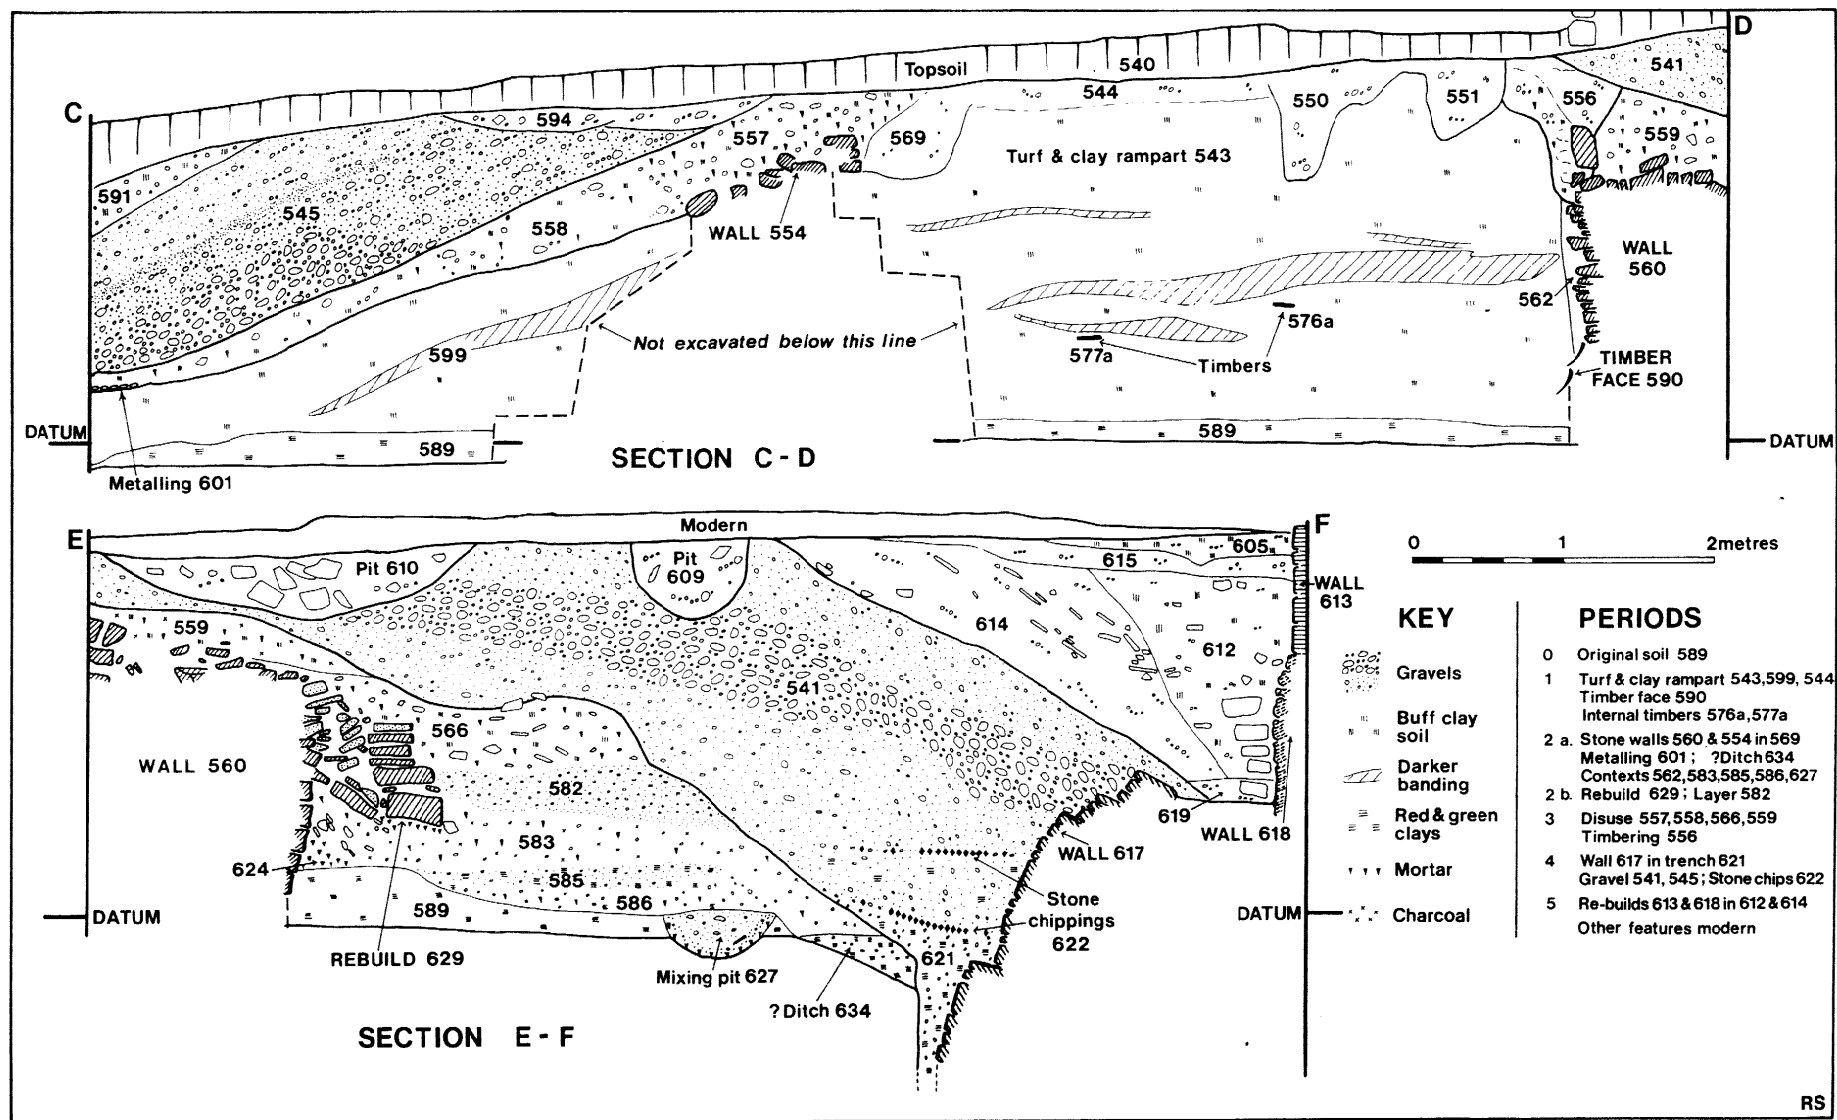 C
D
Topsoil
540
541
594
544
550
551
556
557
569
559
591
545
558
Turf & clay rampart 543
WALL 554
WALL
560
562
576a
Not excavated below this line
577a
Timbers
599
TIMBER
FACE 590
DATUM
589
589
DATUM
SECTION C - D
Metalling 601
E
Modern
F
Pit 610
Pit
609
615
605
WALL
613
559
614
612
541
566
WALL 560
582
583
619
WALL 618
WALL 617
624
585
586
589
Stone
chippings
622
DATUM
DATUM
621
REBUILD 629
Mixing pit 627
? Ditch 634
SECTION E - F
0 1 2metres
KEY
Gravels
Buff clay
soil
Darker
banding
Red & green
clays
Mortar
Charcoal
PERIODS
0 Original soil 589
1 Turf & clay rampart 543,599, 544
Timber face 590
Internal timbers 576a,577a
2 a. Stone walls 560 & 554 in 569
Metalling 601 ; ?Ditch 634
Contexts 562,583,585,586,627
2 b. Rebuild 629 ; Layer 582
3 Disuse 557,558,566,559
Timbering 556
4 Wall 617 in trench 621
Gravel 541, 545 ; Stone chips 622
5 Re-builds 613 & 618 in 612 & 614
Other features modern
RS